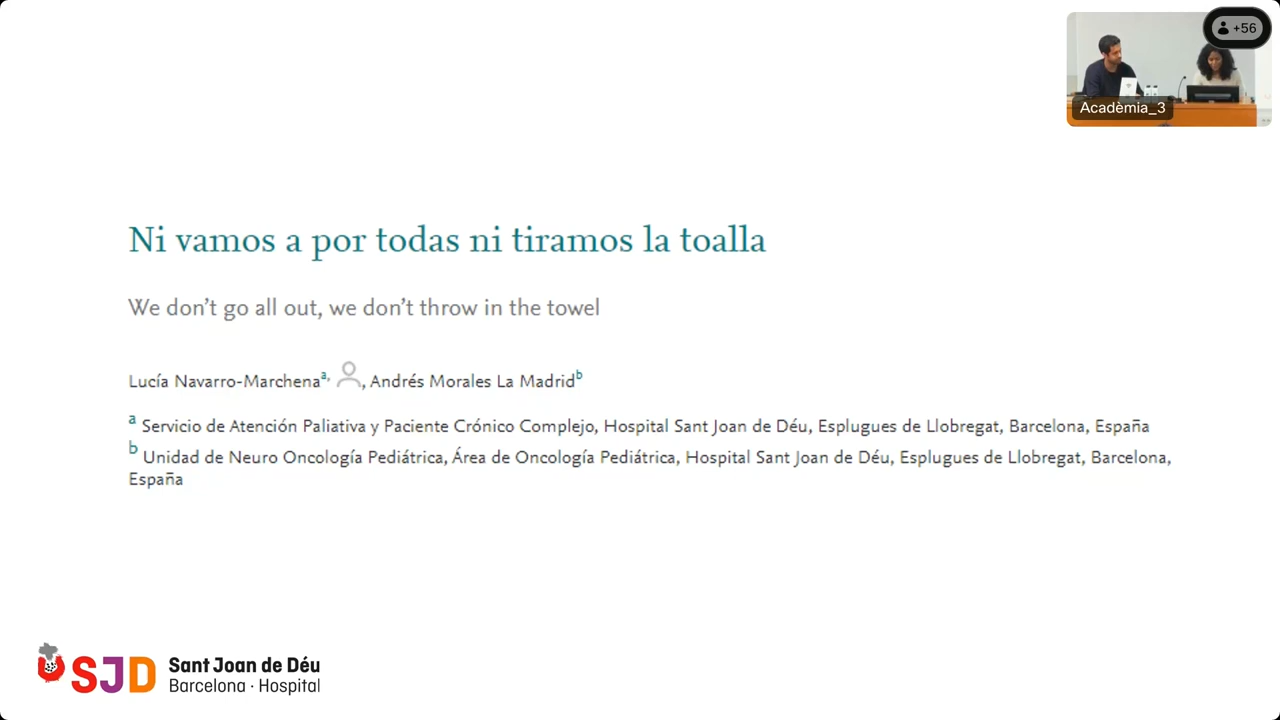 +56
Acadèmia_3
Ni vamos a por todas ni tiramos la toalla
We don't go all out, we don't throw in the towel
Lucía Navarro-Marchenaa, , Andrés Morales La Madridb
a Servicio de Atención Paliativa y Paciente Crónico Complejo, Hospital Sant Joan de Déu, Esplugues de Llobregat, Barcelona, España
b Unidad de Neuro Oncología Pediátrica, Área de Oncología Pediátrica, Hospital Sant Joan de Déu, Esplugues de Llobregat, Barcelona,
España
SJD
Sant Joan de Déu
Barcelona · Hospital